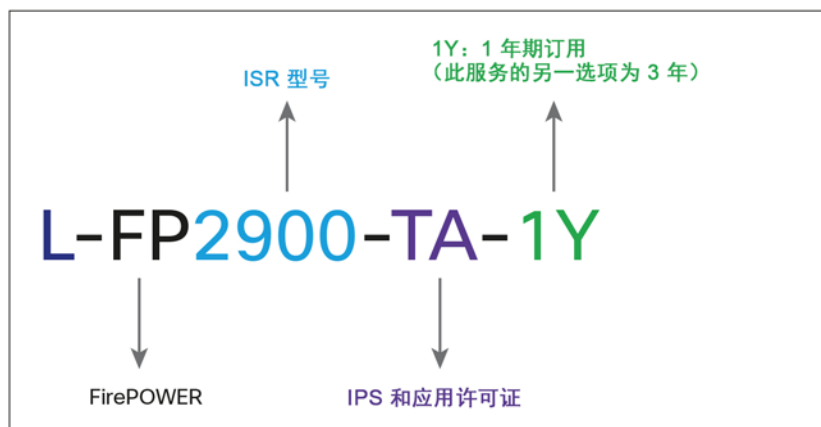 1Y：1 年期订用
ISR 型号
（此服务的另一选项为 3 年）
L-FP2900-TA-1Y
FirePOWER
IPS 和应用许可证